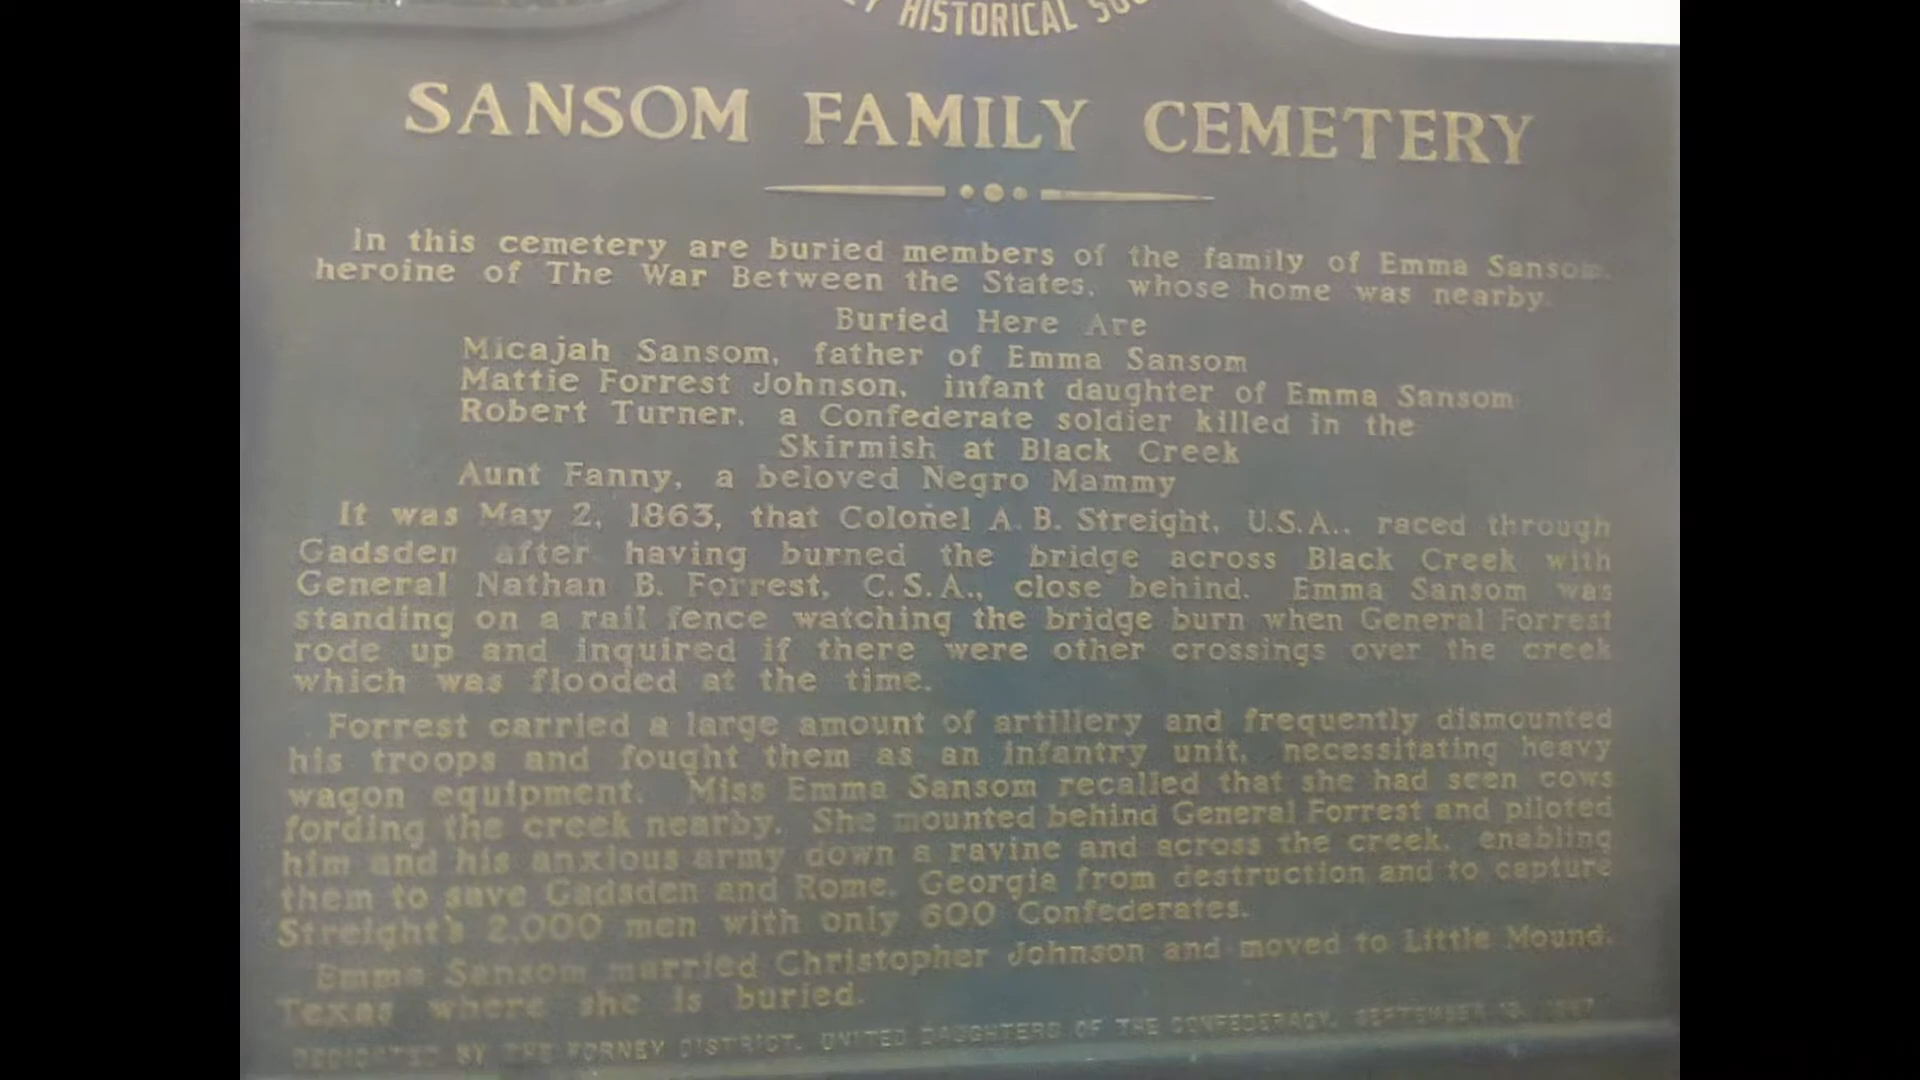 HISTORICAL
SANSOM FAMILY CEMETERY
In this cemetery are buried members of the family of Emma Sansom,
heroine of The War Between the States, whose home was nearby.
Buried Here Are
Micajah Sansom, father of Emma Sansom
Mattie Forrest Johnson, infant daughter of Emma Sansom
Robert Turner, a Confederate soldier killed in the
Skirmish at Black Creek
Aunt Fanny, a beloved Negro Mammy
It was May 2, 1863, that Colonel A. B. Streight, U.S.A., raced through
Gadsden after having burned the bridge across Black Creek with
General Nathan B. Forrest, C.S.A., close behind. Emma Sansom was
standing on a rail fence watching the bridge burn when General Forrest
rode up and inquired if there were other crossings over the creek
which was flooded at the time.
Forrest carried a large amount of artillery and frequently dismounted
his troops and fought them as an infantry unit, necessitating heavy
wagon equipment. Miss Emma Sansom recalled that she had seen cows
fording the creek nearby. She mounted behind General Forrest and piloted
him and his anxious army down a ravine and across the creek, enabling
them to save Gadsden and Rome, Georgia from destruction and to capture
Streight's 2,000 men with only 600 Confederates.
Emma Sansom married Christopher Johnson and moved to Little Mound,
Texas where she is buried.
DEDICATED BY THE FORNEY DISTRICT, UNITED DAUGHTERS OF THE CONFEDERACY, SEPTEMBER